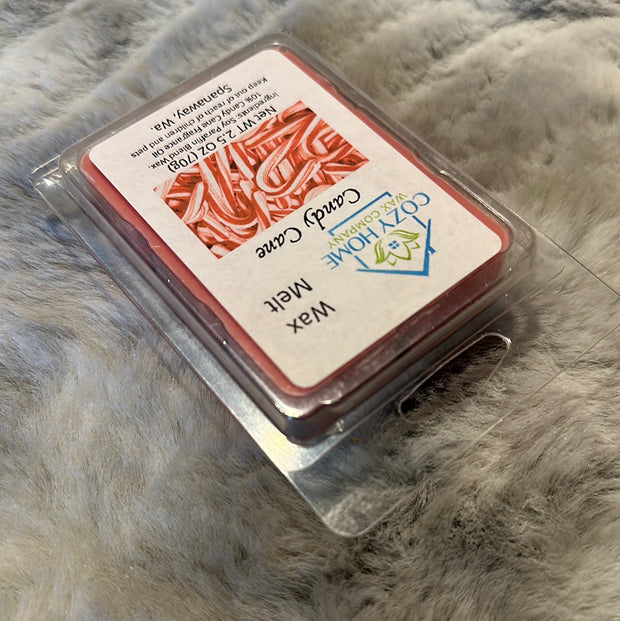 Wax
Melt
COZY HOME
WAX COMPANY
Candy Cane
Net WT 2.5 OZ (70g)
Ingredients: Soy Paraffin Blend Wax.
10% Candy Cane Fragrance Oil
Keep out of reach of children and pets
Spanaway, Wa.